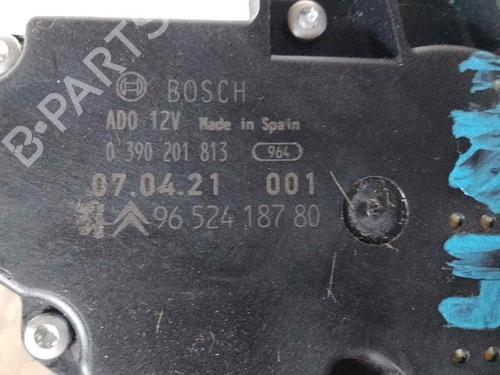 BOSCH
ADO 12V Made in Spain
0 390 201 813 964
07.04.21 001
96 524 187 80
B-PARTS